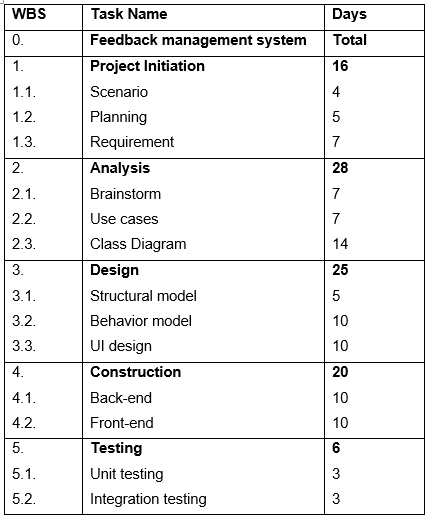 WBS Task Name Days
0. Feedback management system Total
1. Project Initiation 16
1.1. Scenario 4
1.2. Planning 5
1.3. Requirement 7
2. Analysis 28
2.1. Brainstorm 7
2.2. Use cases 7
2.3. Class Diagram 14
3. Design 25
3.1. Structural model 5
3.2. Behavior model 10
3.3. UI design 10
4. Construction 20
4.1. Back-end 10
4.2. Front-end 10
5. Testing 6
5.1. Unit testing 3
5.2. Integration testing 3